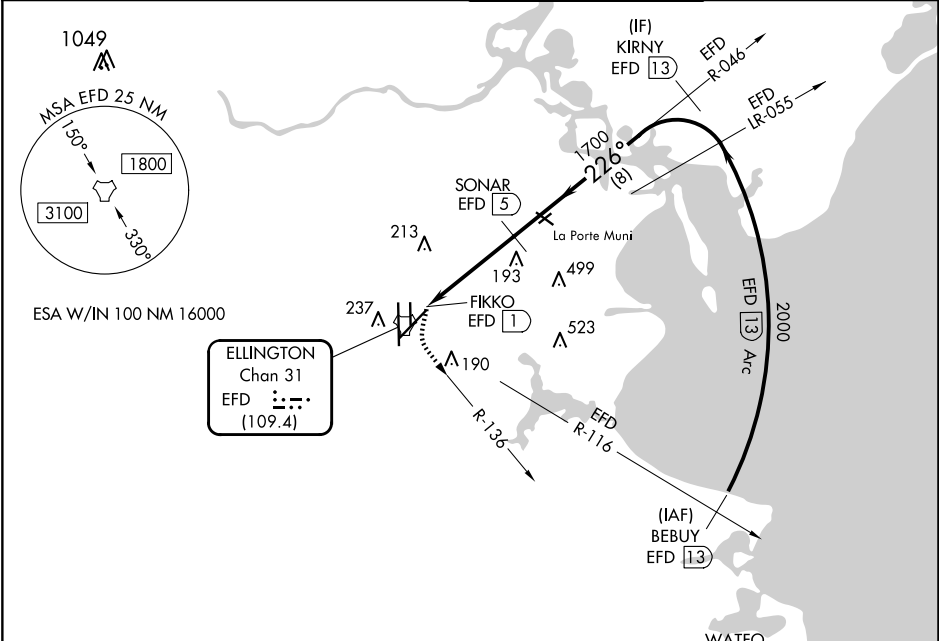 1049
MSA EFD 25 NM
150°
1800
3100
330°
ESA W/IN 100 NM 16000
(IF)
KIRNY
EFD 13
EFD
R-046
EFD
LR-055
1700
226°
(8)
SONAR
EFD 5
La Porte Muni
213
193
499
237
FIKKO
EFD 1
523
190
EFD 13 Arc
2000
ELLINGTON
Chan 31
EFD
(109.4)
R-136
EFD
R-116
(IAF)
BEBUY
EFD 13